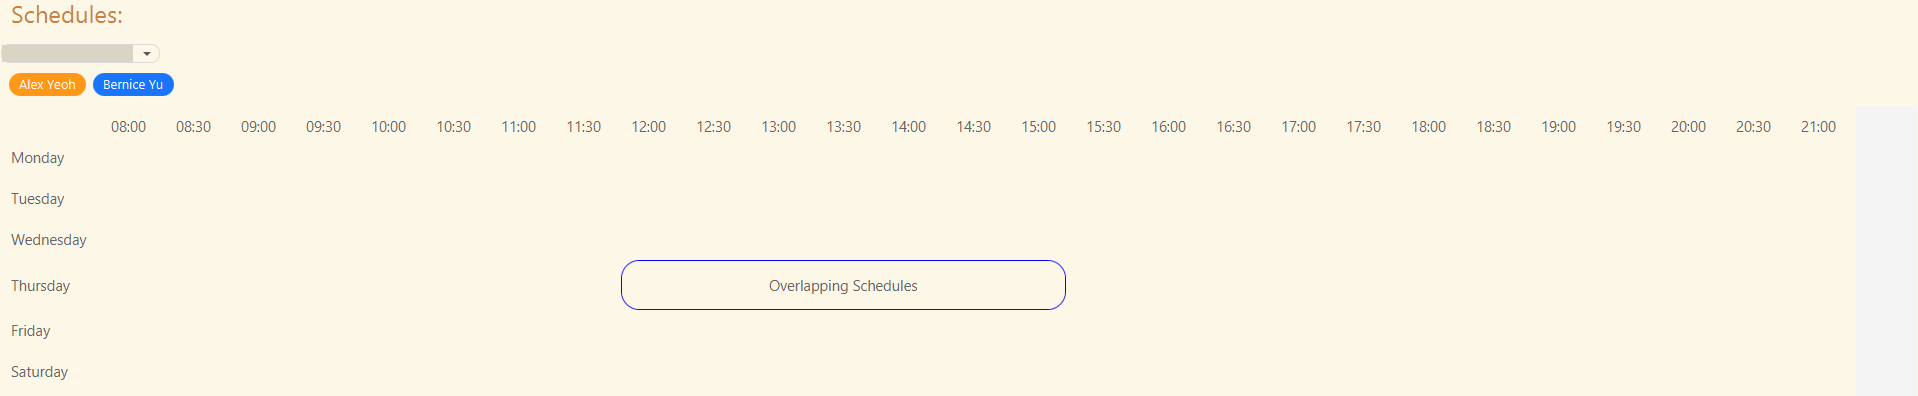 Schedules:
Alex Yeoh Bernice Yu
08:00 08:30 09:00 09:30 10:00 10:30 11:00 11:30 12:00 12:30 13:00 13:30 14:00 14:30 15:00 15:30 16:00 16:30 17:00 17:30 18:00 18:30 19:00 19:30 20:00 20:30 21:00
Monday
Tuesday
Wednesday
Thursday Overlapping Schedules
Friday
Saturday